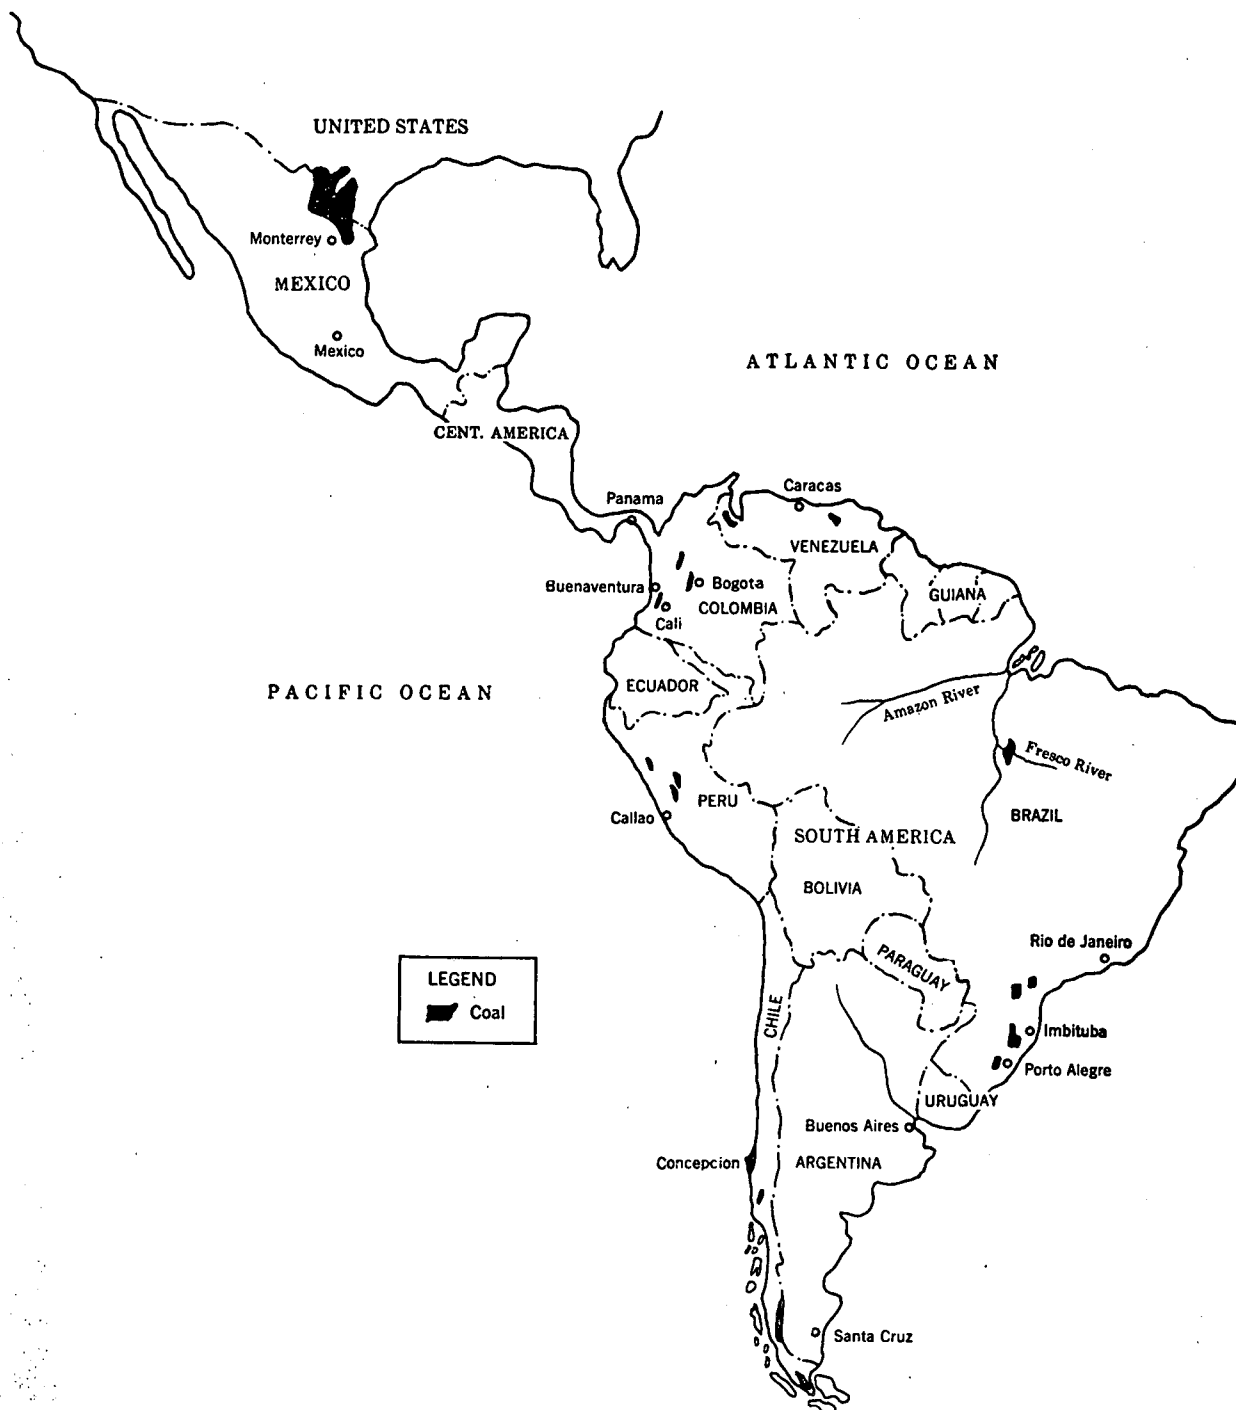 UNITED STATES
Monterrey
MEXICO
Mexico
ATLANTIC OCEAN
CENT. AMERICA
Caracas
Panama
VENEZUELA
Buenaventura
Bogota
COLOMBIA
GUIANA
Cali
ECUADOR
PACIFIC OCEAN
Amazon River
Fresco River
PERU
Callao
BRAZIL
SOUTH AMERICA
BOLIVIA
Rio de Janeiro
PARAGUAY
LEGEND
Coal
CHILE
Imbituba
Porto Alegre
URUGUAY
Buenos Aires
Concepcion
ARGENTINA
Santa Cruz